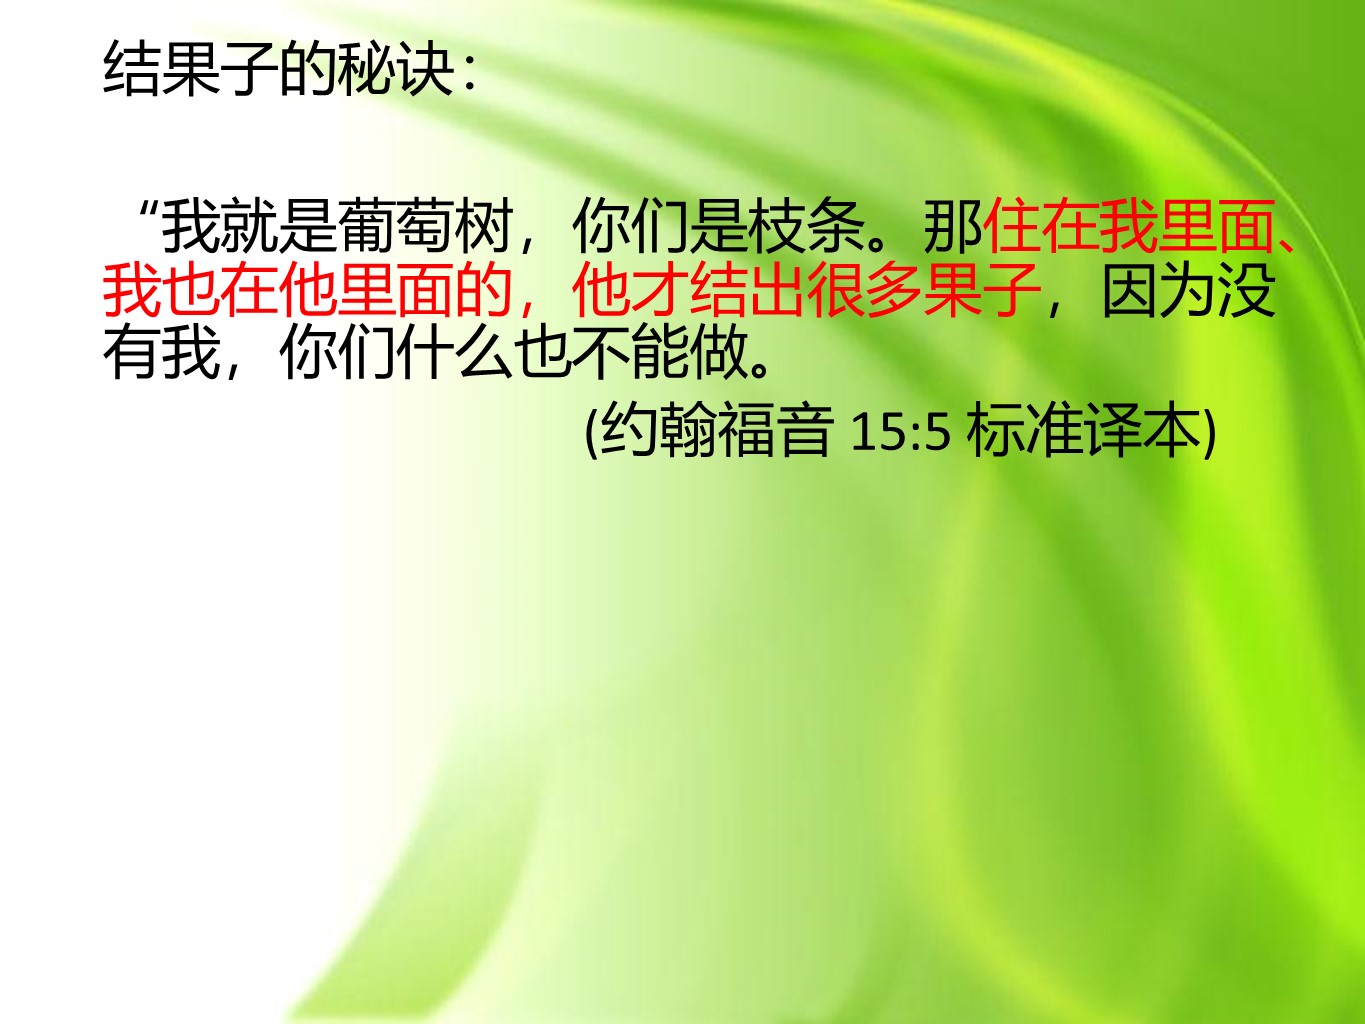 结果子的秘诀：
“我就是葡萄树，你们是枝条。那住在我里面、
我也在他里面的，他才结出很多果子，因为没
有我，你们什么也不能做。
(约翰福音 15:5 标准译本)